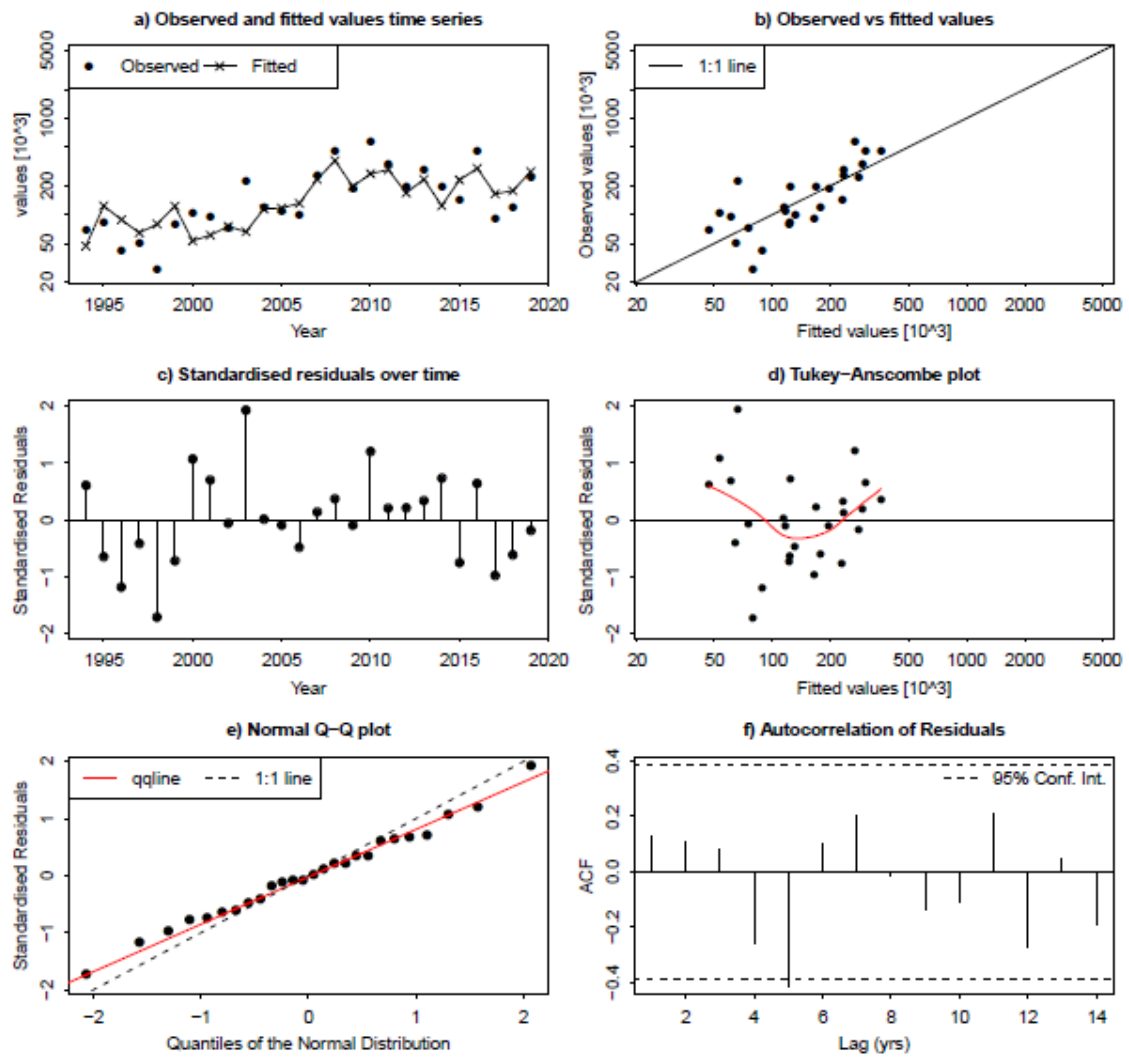 a) Observed and fitted values time series
Observed
Fitted
values [10^3]
5000
1000
200
50
20
1995
2000
2005
2010
2015
2020
Year
b) Observed vs fitted values
1:1 line
Observed values [10^3]
5000
1000
200
50
20
20
50
100
200
500
1000
2000
5000
Fitted values [10^3]
c) Standardised residuals over time
Standardised Residuals
2
1
0
−1
−2
1995
2000
2005
2010
2015
2020
Year
d) Tukey−Anscombe plot
Standardised Residuals
2
1
0
−1
−2
20
50
100
200
500
1000
2000
5000
Fitted values [10^3]
e) Normal Q−Q plot
qqline
1:1 line
Standardised Residuals
2
1
0
−1
−2
−2
−1
0
1
2
Quantiles of the Normal Distribution
f) Autocorrelation of Residuals
95% Conf. Int.
ACF
0.4
0.2
0.0
−0.2
−0.4
2
4
6
8
10
12
14
Lag (yrs)